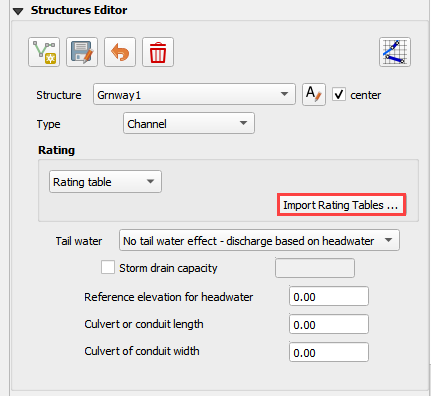 Structures Editor
Structure Grnway1 A center
Type Channel
Rating
Rating table
Import Rating Tables ...
Tail water No tail water effect - discharge based on headwater
Storm drain capacity
Reference elevation for headwater 0.00
Culvert or conduit length 0.00
Culvert of conduit width 0.00